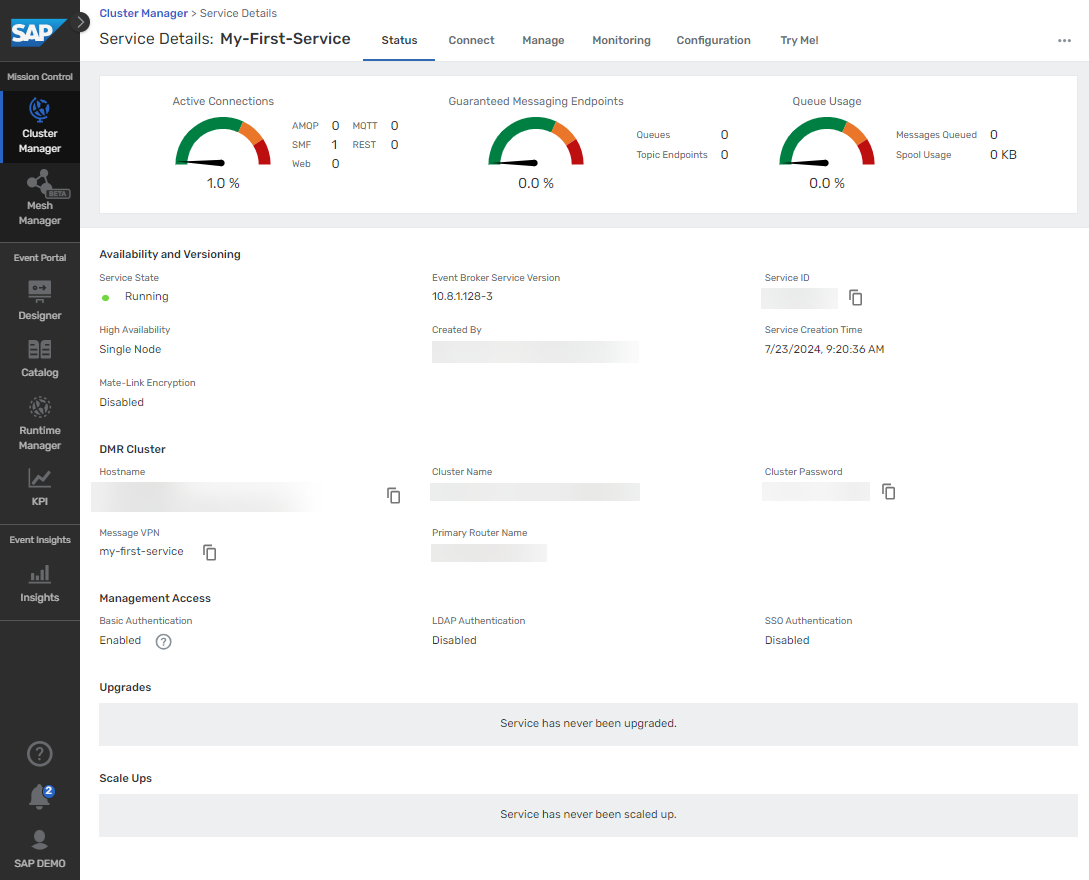 SAP
Mission Control
Cluster
Manager
BETA
Mesh
Manager
Event Portal
Designer
Catalog
Runtime
Manager
KPI
Event Insights
Insights
2
SAP DEMO
Cluster Manager > Service Details
Service Details: My-First-Service
Status Connect Manage Monitoring Configuration Try Me!
Active Connections
AMQP 0 MQTT 0
SMF 1 REST 0
Web 0
1.0 %
Guaranteed Messaging Endpoints
Queues 0
Topic Endpoints 0
0.0 %
Queue Usage
Messages Queued 0
Spool Usage 0 KB
0.0 %
Availability and Versioning
Service State Event Broker Service Version Service ID
Running 10.8.1.128-3
High Availability Created By Service Creation Time
Single Node 7/23/2024, 9:20:36 AM
Mate-Link Encryption
Disabled
DMR Cluster
Hostname Cluster Name Cluster Password
Message VPN Primary Router Name
my-first-service
Management Access
Basic Authentication LDAP Authentication SSO Authentication
Enabled ? Disabled Disabled
Upgrades
Service has never been upgraded.
Scale Ups
Service has never been scaled up.